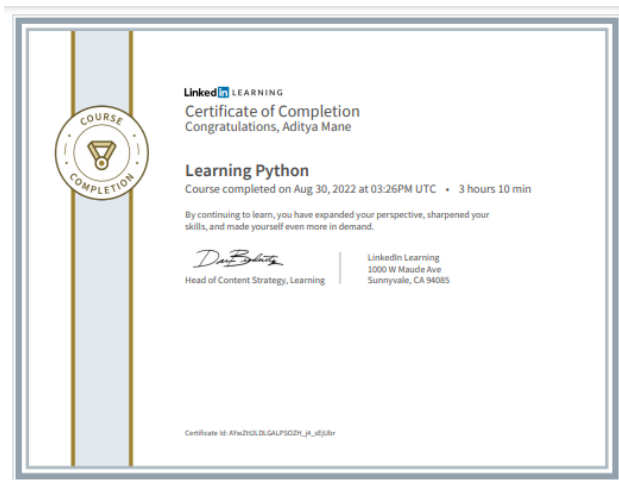 LinkedIn LEARNING
Certificate of Completion
Congratulations, Aditya Mane
COURSE
COMPLETION
Learning Python
Course completed on Aug 30, 2022 at 03:26PM UTC • 3 hours 10 min
By continuing to learn, you have expanded your perspective, sharpened your
skills, and made yourself even more in demand.
Head of Content Strategy, Learning
LinkedIn Learning
1000 W Maude Ave
Sunnyvale, CA 94085
Certificate Id: